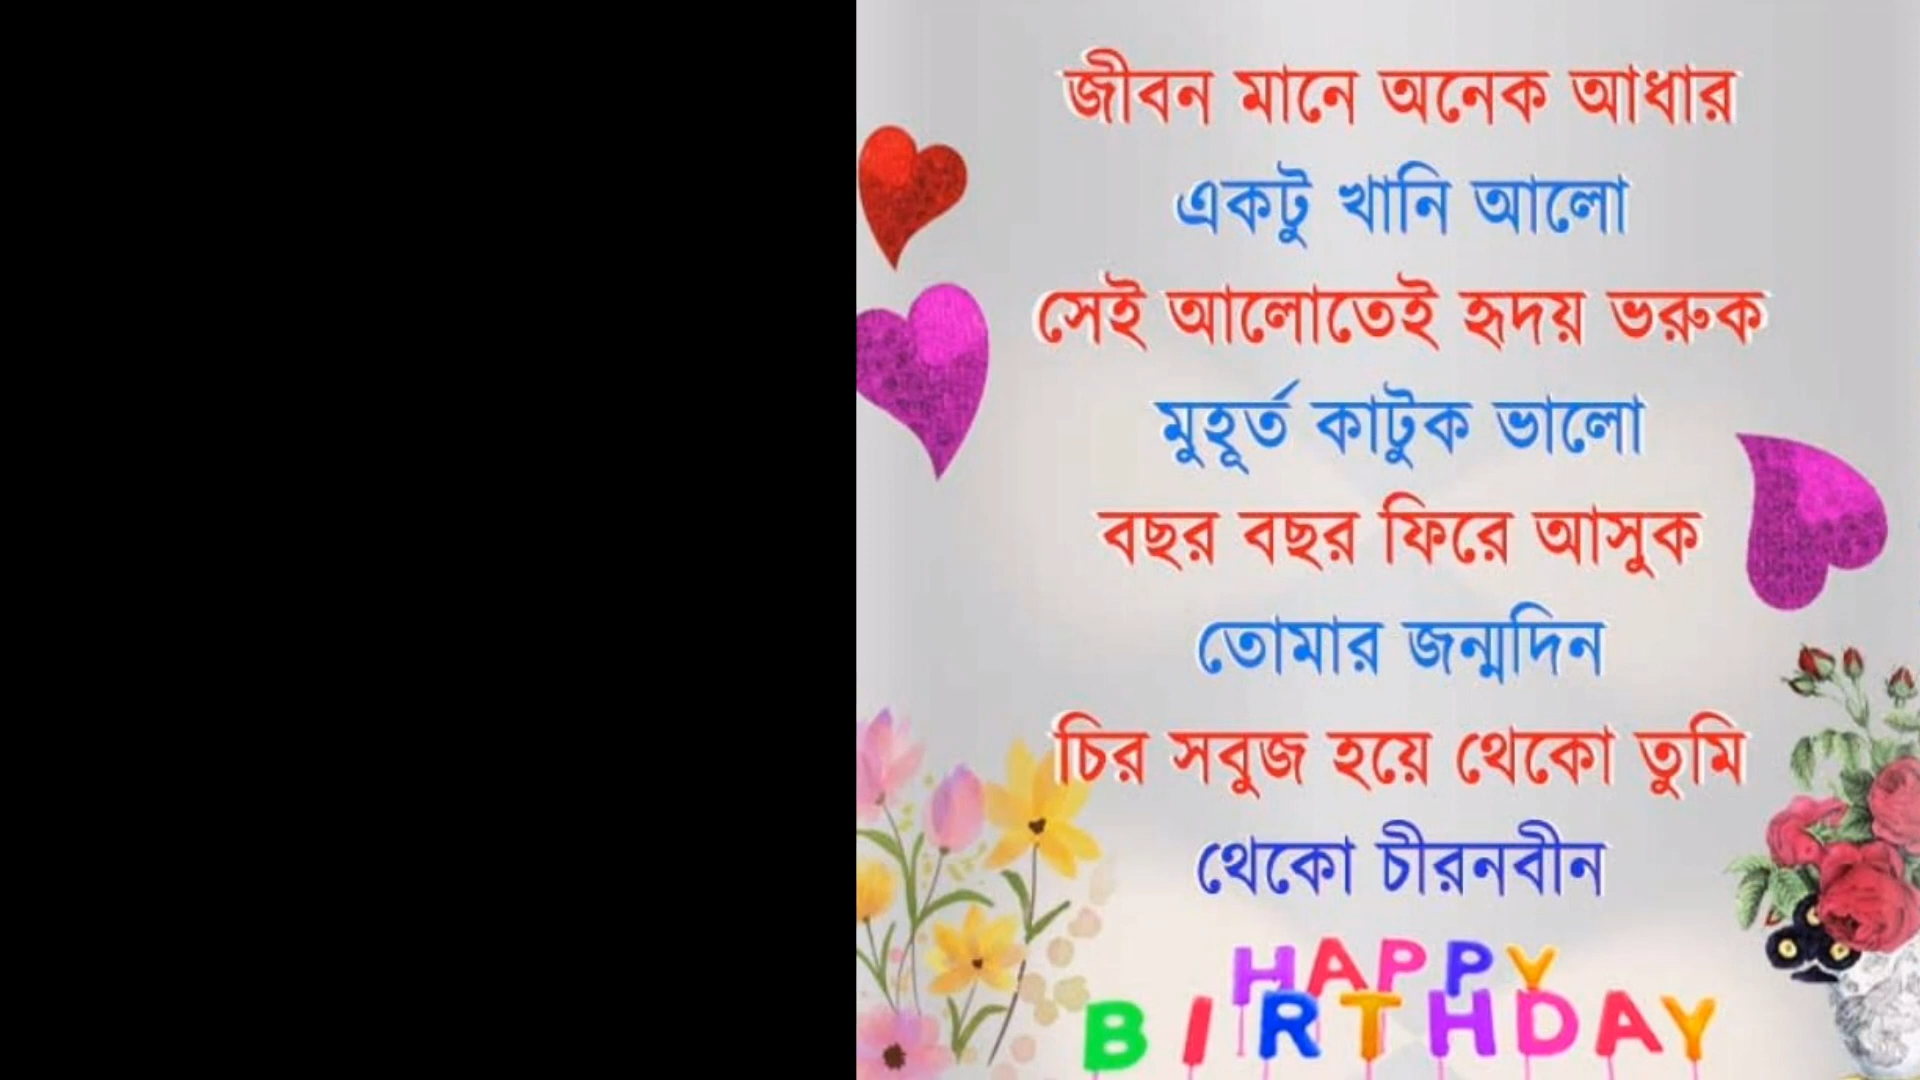 জীবন মানে অনেক আধার
একটু খানি আলো
সেই আলোতেই হৃদয় ভরুক
মুহূর্ত কাটুক ভালো
বছর বছর ফিরে আসুক
তোমার জন্মদিন
চির সবুজ হয়ে থেকো তুমি
থেকো চীরনবীন
HAPPY
BIRTHDAY